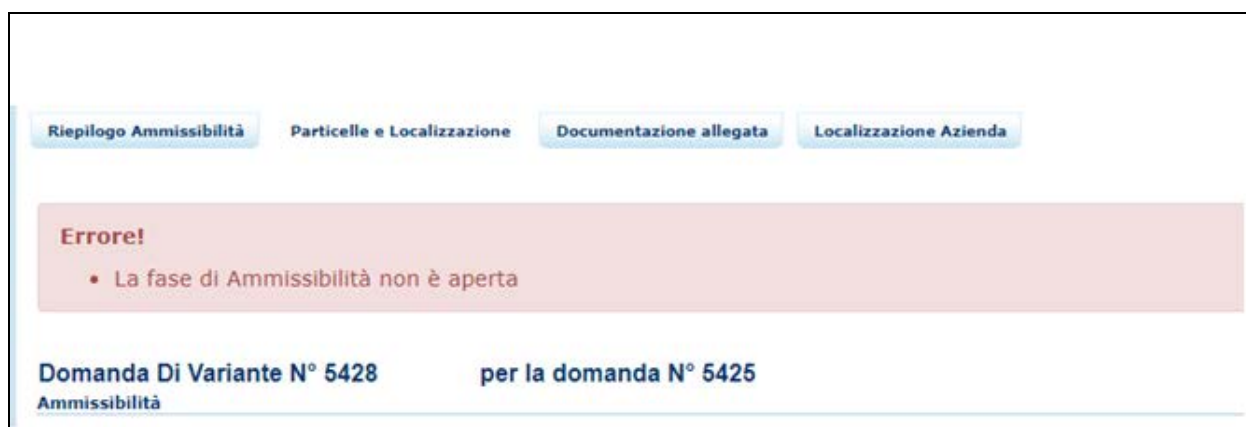 Riepilogo Ammissibilità Particelle e Localizzazione Documentazione allegata Localizzazione Azienda
Errore!
• La fase di Ammissibilità non è aperta
Domanda Di Variante N° 5428 per la domanda N° 5425
Ammissibilità